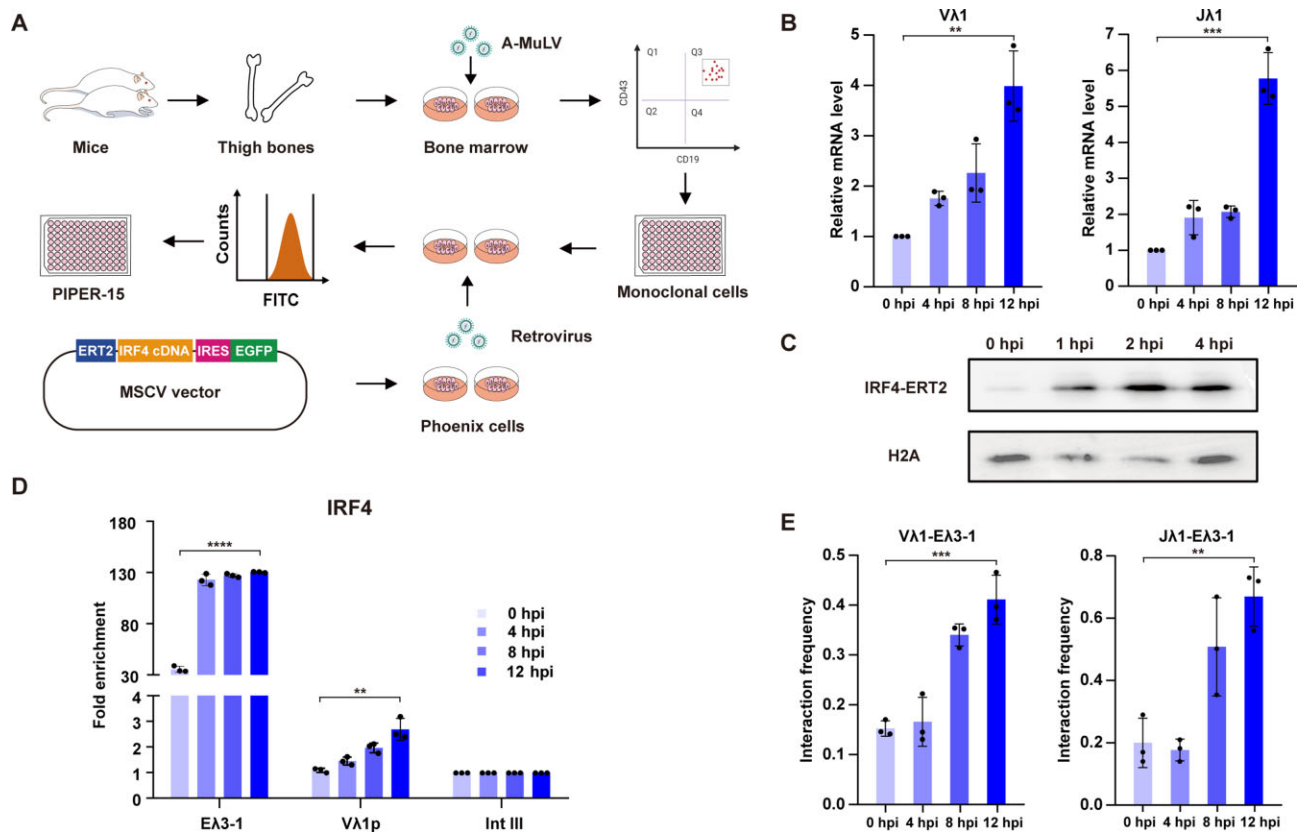 A
A-MuLV
Mice
Thigh bones
Bone marrow
CD43
Q1
Q3
Q2
Q4
CD19
PIPER-15
Counts
FITC
Monoclonal cells
Retrovirus
ERT2
IRF4 cDNA
IRES
EGFP
MSCV vector
Phoenix cells
B
Vλ1
**
Relative mRNA level
5
4
3
2
1
0
0 hpi
4 hpi
8 hpi
12 hpi
Jλ1
***
Relative mRNA level
7
6
5
4
3
2
1
0
0 hpi
4 hpi
8 hpi
12 hpi
C
0 hpi
1 hpi
2 hpi
4 hpi
IRF4-ERT2
H2A
D
IRF4
Fold enrichment
180
130
80
30
4
3
2
1
0
****
**
0 hpi
4 hpi
8 hpi
12 hpi
Eλ3-1
Vλ1p
Int III
E
Vλ1-Eλ3-1
***
Interaction frequency
0.5
0.4
0.3
0.2
0.1
0.0
0 hpi
4 hpi
8 hpi
12 hpi
Jλ1-Eλ3-1
**
Interaction frequency
0.8
0.6
0.4
0.2
0.0
0 hpi
4 hpi
8 hpi
12 hpi